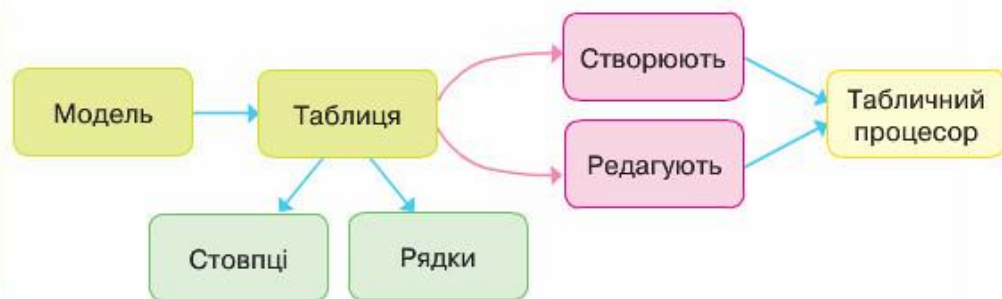 Модель
Таблиця
Створюють
Редагують
Табличний
процесор
Стовпці
Рядки